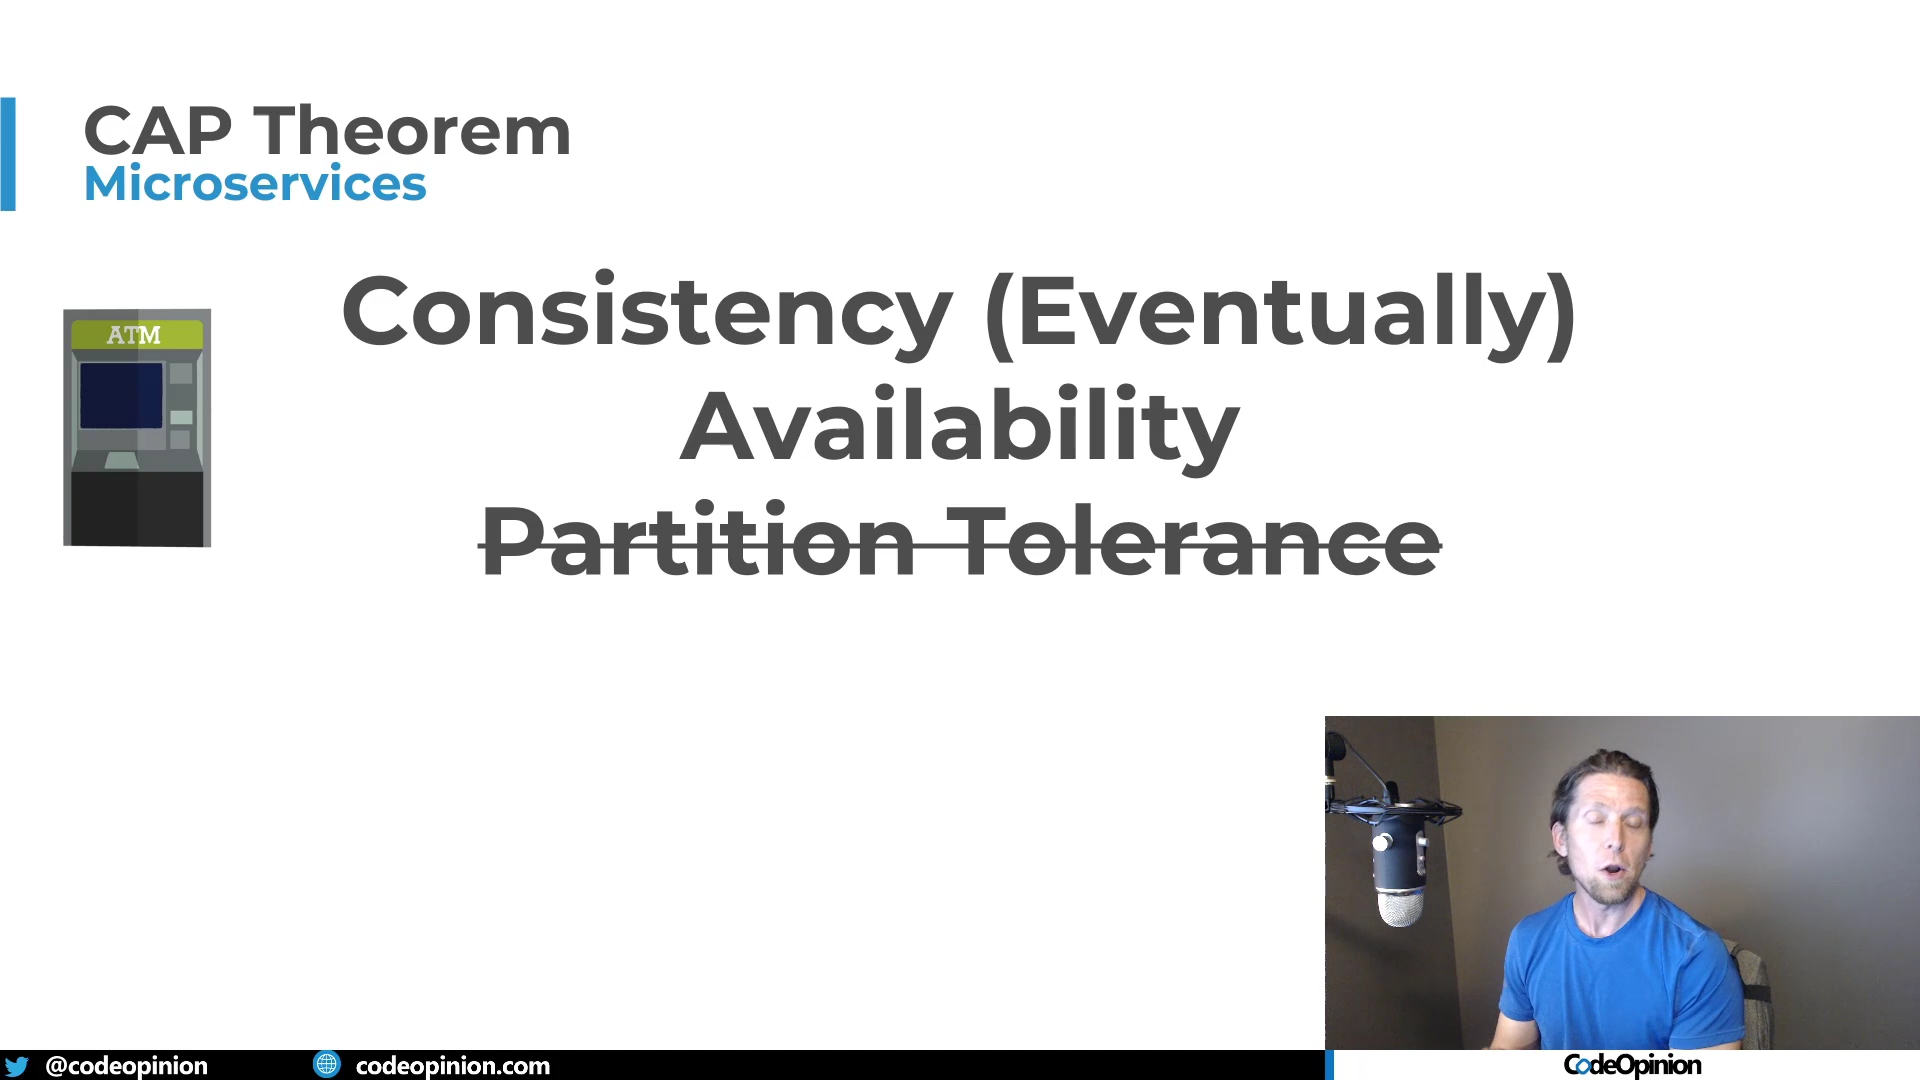 CAP Theorem
Microservices
ATM
Consistency (Eventually)
Availability
Partition Tolerance
@codeopinion
codeopinion.com
CodeOpinion